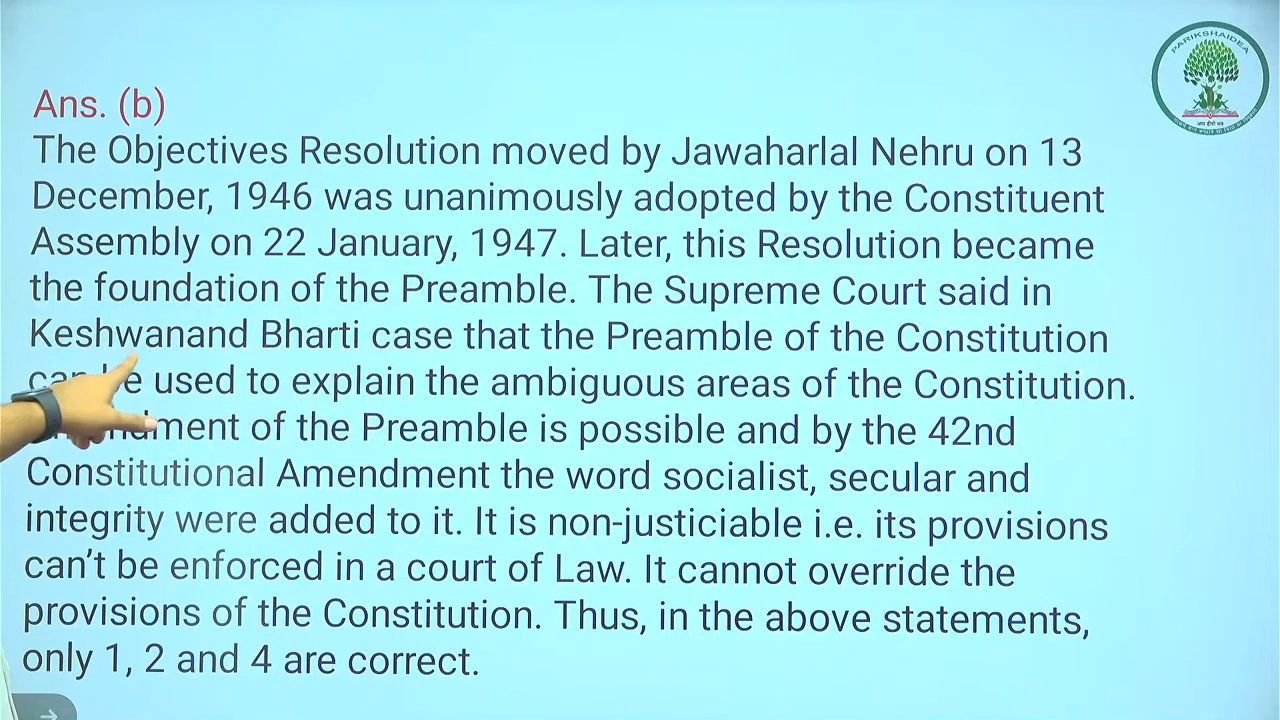 PARIKSHAIDEA
Ans. (b)
The Objectives Resolution moved by Jawaharlal Nehru on 13
December, 1946 was unanimously adopted by the Constituent
Assembly on 22 January, 1947. Later, this Resolution became
the foundation of the Preamble. The Supreme Court said in
Keshwanand Bharti case that the Preamble of the Constitution
used to explain the ambiguous areas of the Constitution.
of the Preamble is possible and by the 42nd
Constitutional Amendment the word socialist, secular and
integrity were added to it. It is non-justiciable i.e. its provisions
can't be enforced in a court of Law. It cannot override the
provisions of the Constitution. Thus, in the above statements,
only 1, 2 and 4 are correct.